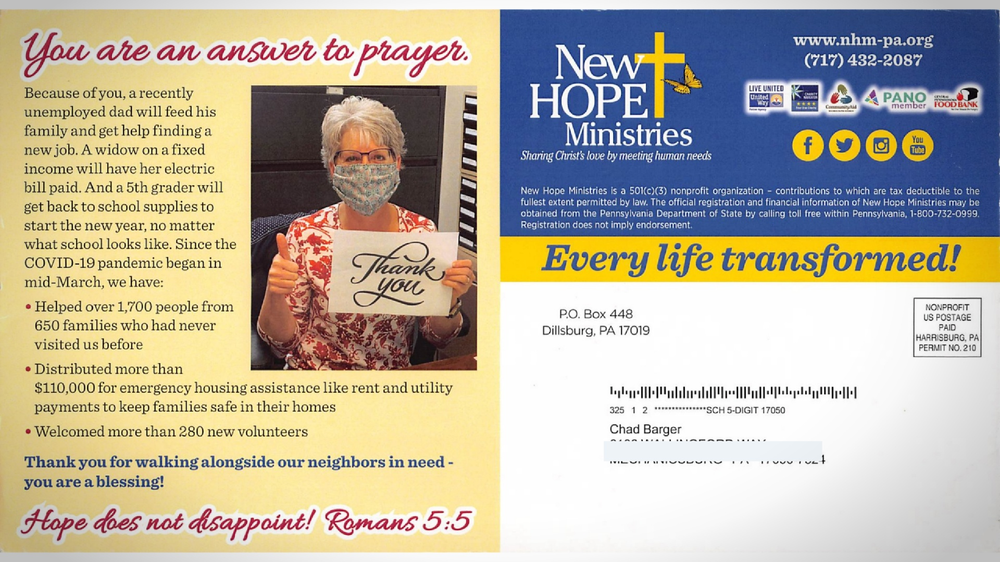 You are an answer to prayer.
Because of you, a recently
unemployed dad will feed his
family and get help finding a
new job. A widow on a fixed
income will have her electric
bill paid. And a 5th grader will
get back to school supplies to
start the new year, no matter
what school looks like. Since the
COVID-19 pandemic began in
mid-March, we have:
• Helped over 1,700 people from
650 families who had never
visited us before
• Distributed more than
$110,000 for emergency housing assistance like rent and utility
payments to keep families safe in their homes
• Welcomed more than 280 new volunteers
Thank you for walking alongside our neighbors in need -
you are a blessing!
Hope does not disappoint! Romans 5:5
Thank
you
New
HOPE
Ministries
Sharing Christ's love by meeting human needs
www.nhm-pa.org
(717) 432-2087
LIVE UNITED
United
Way
Partner Agency
CHARITY
NAVIGATOR
Four Star Charity
CommunityAid
PANO
member
CENTRAL
PENNSYLVANIA
FOOD BANK
You
Tube
New Hope Ministries is a 501(c)(3) nonprofit organization – contributions to which are tax deductible to the
fullest extent permitted by law. The official registration and financial information of New Hope Ministries may be
obtained from the Pennsylvania Department of State by calling toll free within Pennsylvania, 1-800-732-0999.
Registration does not imply endorsement.
Every life transformed!
P.O. Box 448
Dillsburg, PA 17019
NONPROFIT
US POSTAGE
PAID
HARRISBURG, PA
PERMIT NO. 210
325 1 2 ***************SCH 5-DIGIT 17050
Chad Barger